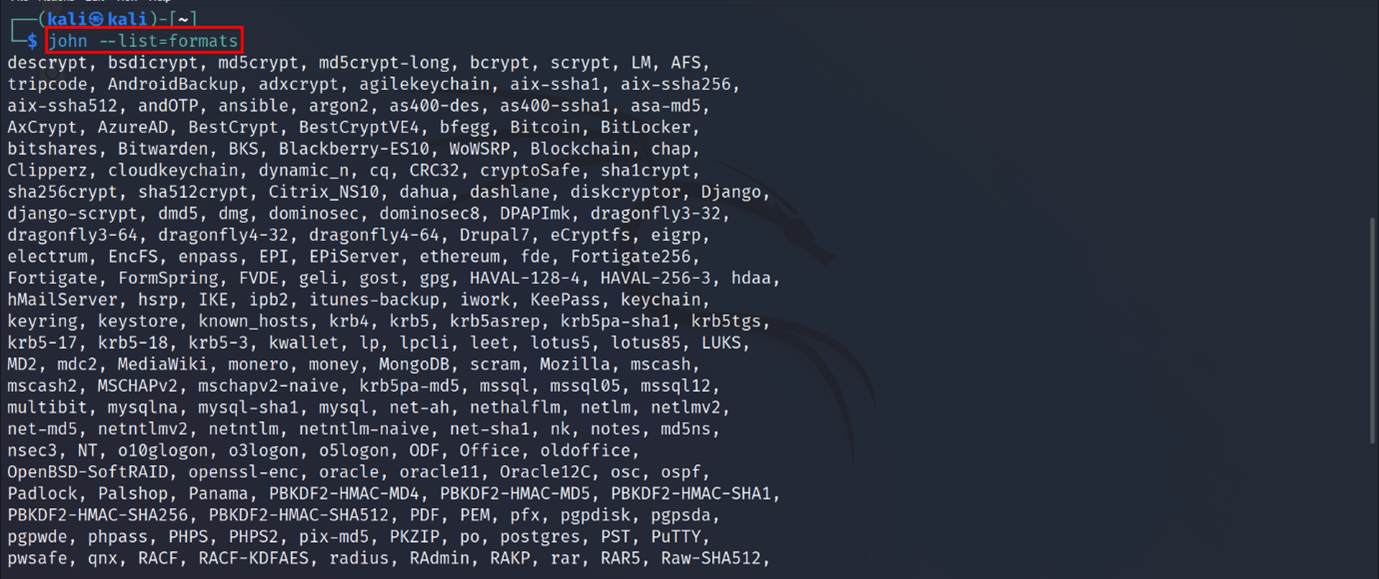 (kali㉿kali)-[~]
$ john --list=formats
descrypt, bsdicrypt, md5crypt, md5crypt-long, bcrypt, scrypt, LM, AFS,
tripcode, AndroidBackup, adxcrypt, agilekeychain, aix-ssha1, aix-ssha256,
aix-ssha512, andOTP, ansible, argon2, as400-des, as400-ssha1, asa-md5,
AxCrypt, AzureAD, BestCrypt, BestCryptVE4, bfegg, Bitcoin, BitLocker,
bitshares, Bitwarden, BKS, Blackberry-ES10, WoWSRP, Blockchain, chap,
Clipperz, cloudkeychain, dynamic_n, cq, CRC32, cryptoSafe, sha1crypt,
sha256crypt, sha512crypt, Citrix_NS10, dahua, dashlane, diskcryptor, Django,
django-scrypt, dmd5, dmg, dominosec, dominosec8, DPAPImk, dragonfly3-32,
dragonfly3-64, dragonfly4-32, dragonfly4-64, Drupal7, eCryptfs, eigrp,
electrum, EncFS, enpass, EPI, EPiServer, ethereum, fde, Fortigate256,
Fortigate, FormSpring, FVDE, geli, gost, gpg, HAVAL-128-4, HAVAL-256-3, hdaa,
hMailServer, hsrp, IKE, ipb2, itunes-backup, iwork, KeePass, keychain,
keyring, keystore, known_hosts, krb4, krb5, krb5asrep, krb5pa-sha1, krb5tgs,
krb5-17, krb5-18, krb5-3, kwallet, lp, lpcli, leet, lotus5, lotus85, LUKS,
MD2, mdc2, MediaWiki, monero, money, MongoDB, scram, Mozilla, mscash,
mscash2, MSCHAPv2, mschapv2-naive, krb5pa-md5, mssql, mssql05, mssql12,
multibit, mysqlna, mysql-sha1, mysql, net-ah, nethalflm, netlm, netlmv2,
net-md5, netntlmv2, netntlm, netntlm-naive, net-sha1, nk, notes, md5ns,
nsec3, NT, o10glogon, o3logon, o5logon, ODF, Office, oldoffice,
OpenBSD-SoftRAID, openssl-enc, oracle, oracle11, Oracle12C, osc, ospf,
Padlock, Palshop, Panama, PBKDF2-HMAC-MD4, PBKDF2-HMAC-MD5, PBKDF2-HMAC-SHA1,
PBKDF2-HMAC-SHA256, PBKDF2-HMAC-SHA512, PDF, PEM, pfx, pgpdisk, pgpsda,
pgpwde, phpass, PHPS, PHPS2, pix-md5, PKZIP, po, postgres, PST, PuTTY,
pwsafe, qnx, RACF, RACF-KDFAES, radius, RAdmin, RAKP, rar, RAR5, Raw-SHA512,